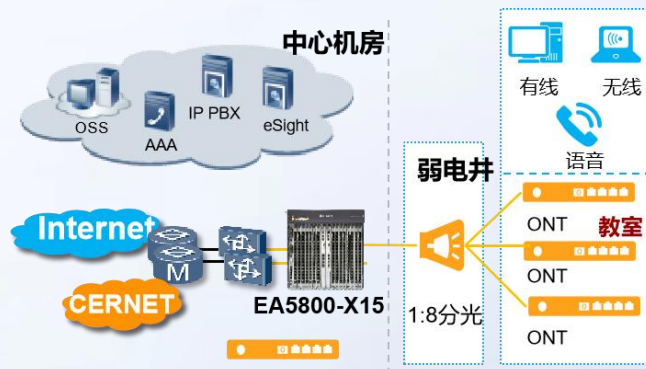 中心机房
OSS
AAA
IP PBX
eSight
有线
无线
语音
弱电井
Internet
M
CERNET
EA5800-X15
1:8分光
ONT
教室
ONT
ONT